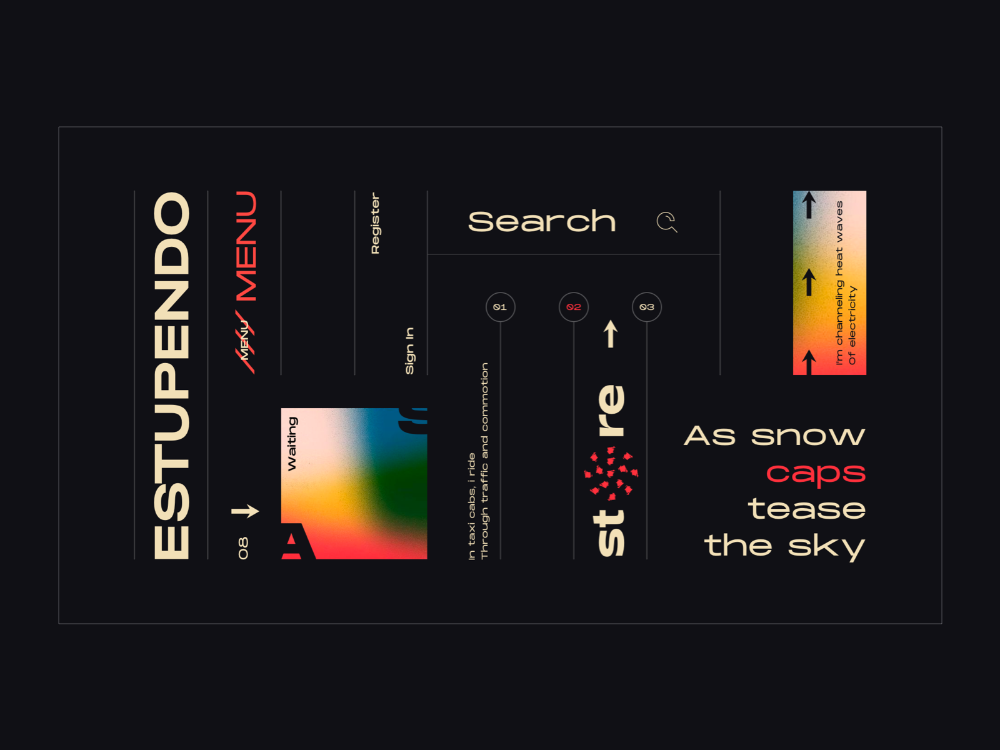 ESTUPENDO
/// MENU
MENU
08
Register
Sign In
Waiting
A
S
Search
01
02
03
In taxi cabs, i ride
Through traffic and commotion
st re
I'm channeling heat waves
Of electricity
As snow
caps
tease
the sky